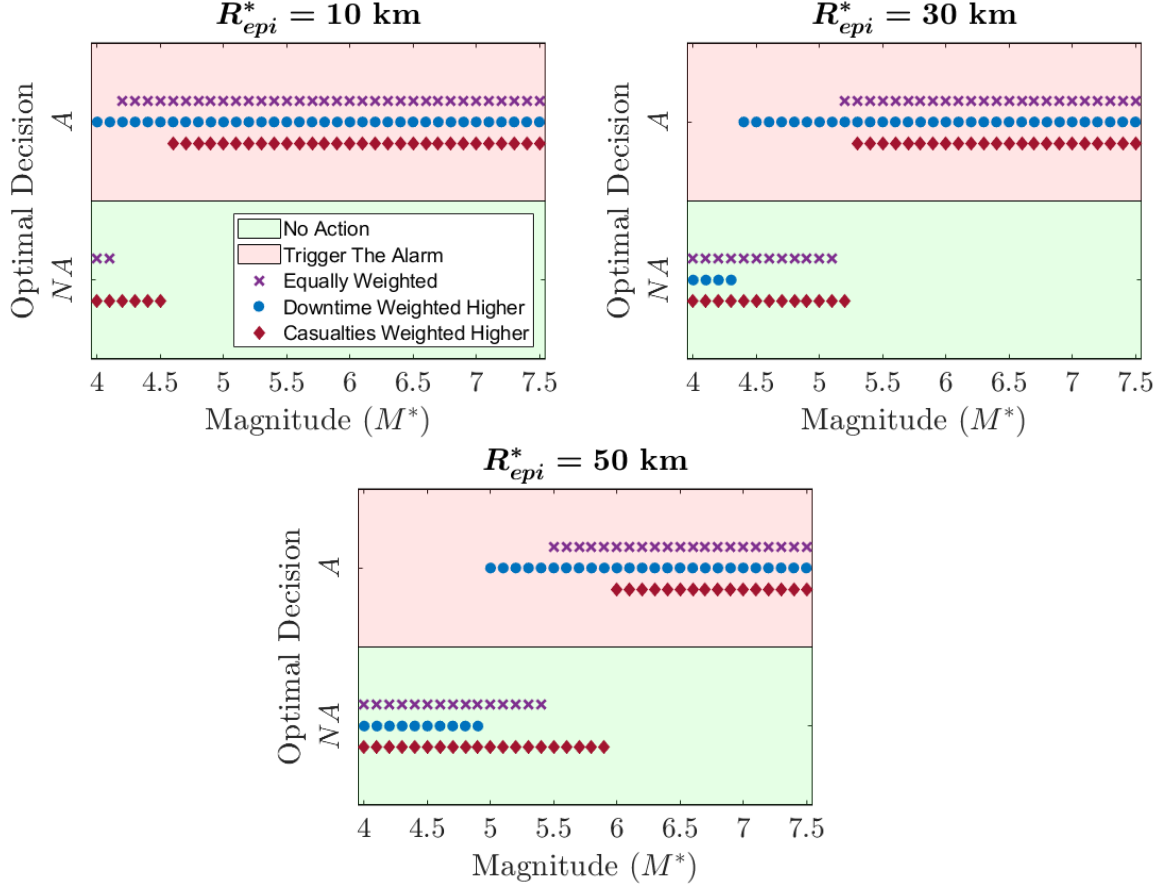 R*epi = 10 km
Optimal Decision
A
NA
No Action
Trigger The Alarm
Equally Weighted
Downtime Weighted Higher
Casualties Weighted Higher
4 4.5 5 5.5 6 6.5 7 7.5
Magnitude (M*)
R*epi = 30 km
Optimal Decision
A
NA
4 4.5 5 5.5 6 6.5 7 7.5
Magnitude (M*)
R*epi = 50 km
Optimal Decision
A
NA
4 4.5 5 5.5 6 6.5 7 7.5
Magnitude (M*)